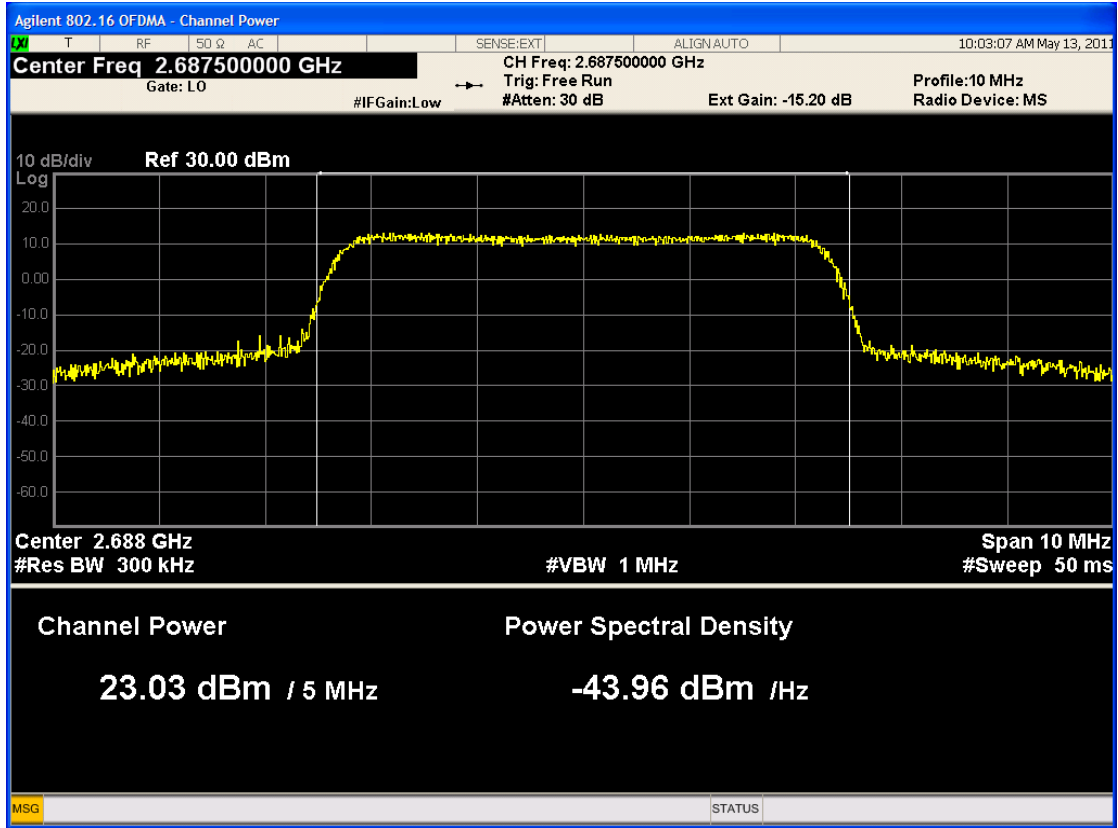 Agilent 802.16 OFDMA - Channel Power
LXI T RF 50 Ω AC SENSE:EXT ALIGN AUTO 10:03:07 AM May 13, 2011
Center Freq 2.687500000 GHz CH Freq: 2.687500000 GHz
Gate: LO Trig: Free Run Profile:10 MHz
#IFGain:Low #Atten: 30 dB Ext Gain: -15.20 dB Radio Device: MS
10 dB/div Ref 30.00 dBm
Log
20.0
10.0
0.00
-10.0
-20.0
-30.0
-40.0
-50.0
-60.0
Center 2.688 GHz Span 10 MHz
#Res BW 300 kHz #VBW 1 MHz #Sweep 50 ms
Channel Power Power Spectral Density
23.03 dBm / 5 MHz -43.96 dBm /Hz
MSG STATUS